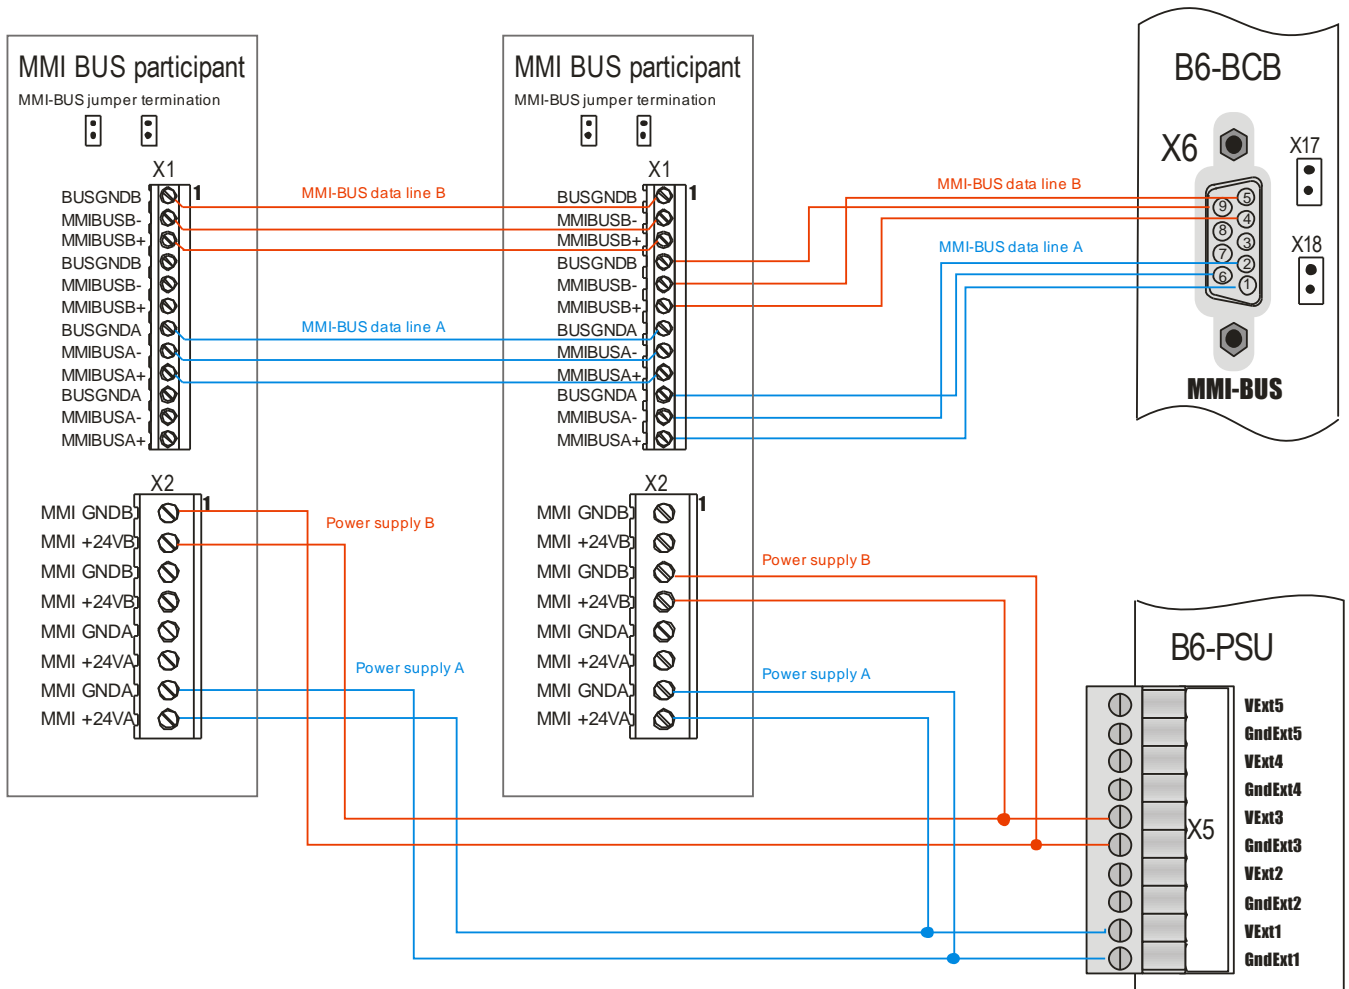 MMI BUS participant
MMI-BUS jumper termination
X1
1
BUSGNDB
MMIBUSB-
MMIBUSB+
BUSGNDB
MMIBUSB-
MMIBUSB+
BUSGNDA
MMIBUSA-
MMIBUSA+
BUSGNDA
MMIBUSA-
MMIBUSA+
X2
1
MMI GNDB
MMI +24VB
MMI GNDB
MMI +24VB
MMI GNDA
MMI +24VA
MMI GNDA
MMI +24VA
MMI-BUS data line B
MMI-BUS data line A
Power supply B
Power supply A
MMI BUS participant
MMI-BUS jumper termination
X1
1
BUSGNDB
MMIBUSB-
MMIBUSB+
BUSGNDB
MMIBUSB-
MMIBUSB+
BUSGNDA
MMIBUSA-
MMIBUSA+
BUSGNDA
MMIBUSA-
MMIBUSA+
X2
1
MMI GNDB
MMI +24VB
MMI GNDB
MMI +24VB
MMI GNDA
MMI +24VA
MMI GNDA
MMI +24VA
MMI-BUS data line B
MMI-BUS data line A
Power supply B
Power supply A
B6-BCB
X6
X17
X18
5
9
4
8
3
7
2
6
1
MMI-BUS
B6-PSU
X5
VExt5
GndExt5
VExt4
GndExt4
VExt3
GndExt3
VExt2
GndExt2
VExt1
GndExt1